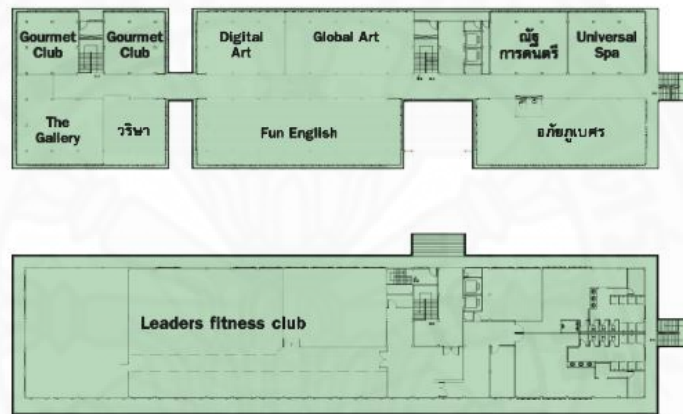 Gourmet
Club
Gourmet
Club
Digital
Art
Global Art
ณัฐ
การดนตรี
Universal
Spa
The
Gallery
วริษา
Fun English
อภัยภูเบศร
Leaders fitness club